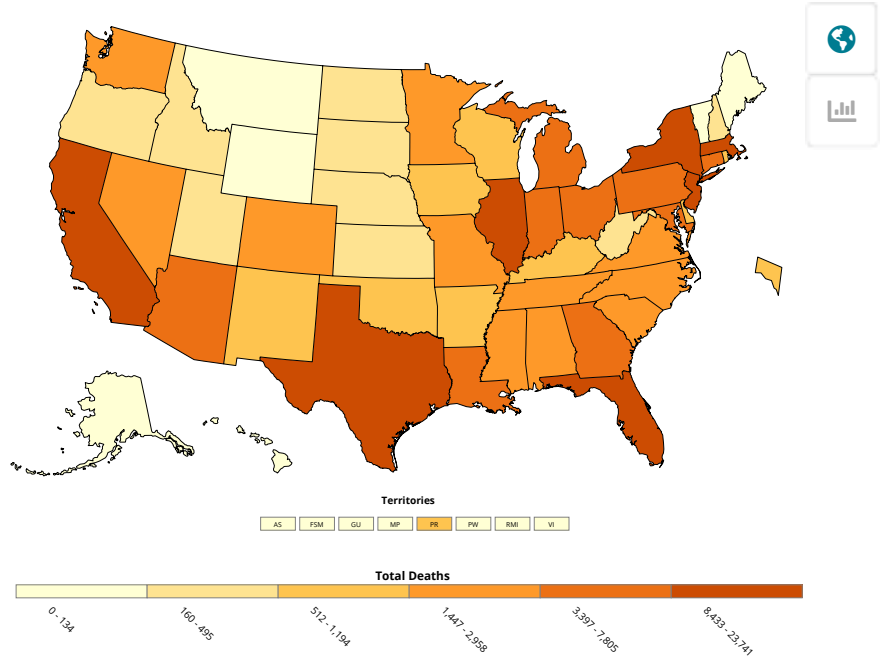 Territories
AS FSM GU MP PR PW RMI VI
Total Deaths
0 - 134
160 - 495
512 - 1,194
1,447 - 2,958
3,397 - 7,805
8,433 - 23,741